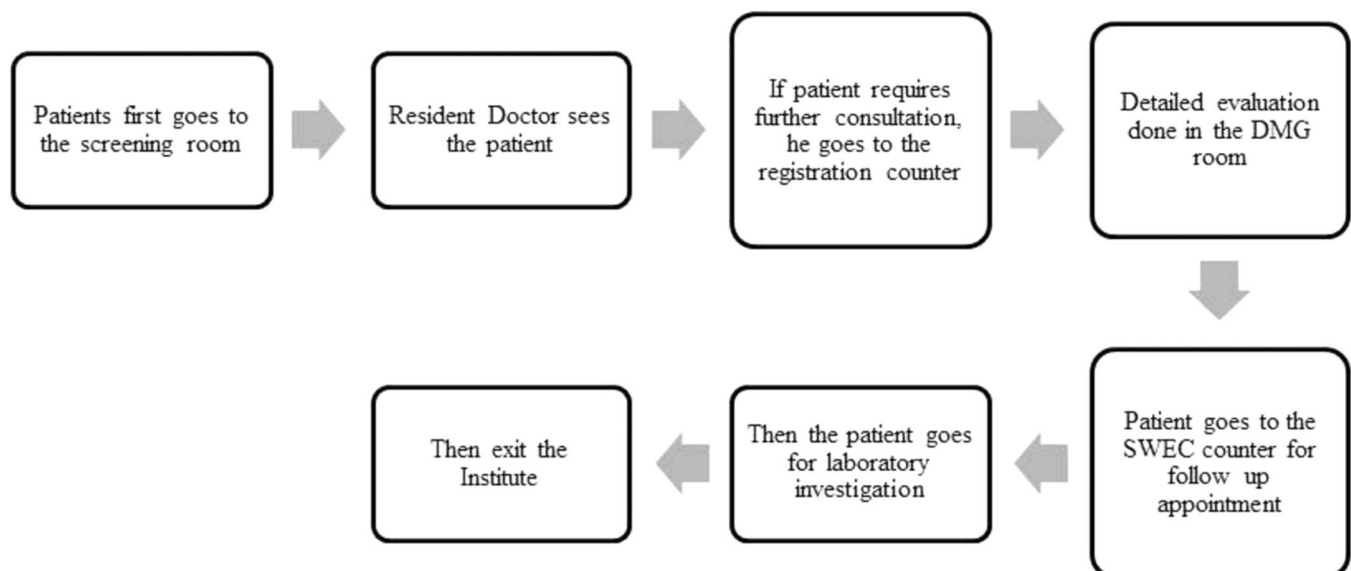 Patients first goes to
the screening room
Resident Doctor sees
the patient
If patient requires
further consultation,
he goes to the
registration counter
Detailed evaluation
done in the DMG
room
Patient goes to the
SWEC counter for
follow up
appointment
Then the patient goes
for laboratory
investigation
Then exit the
Institute